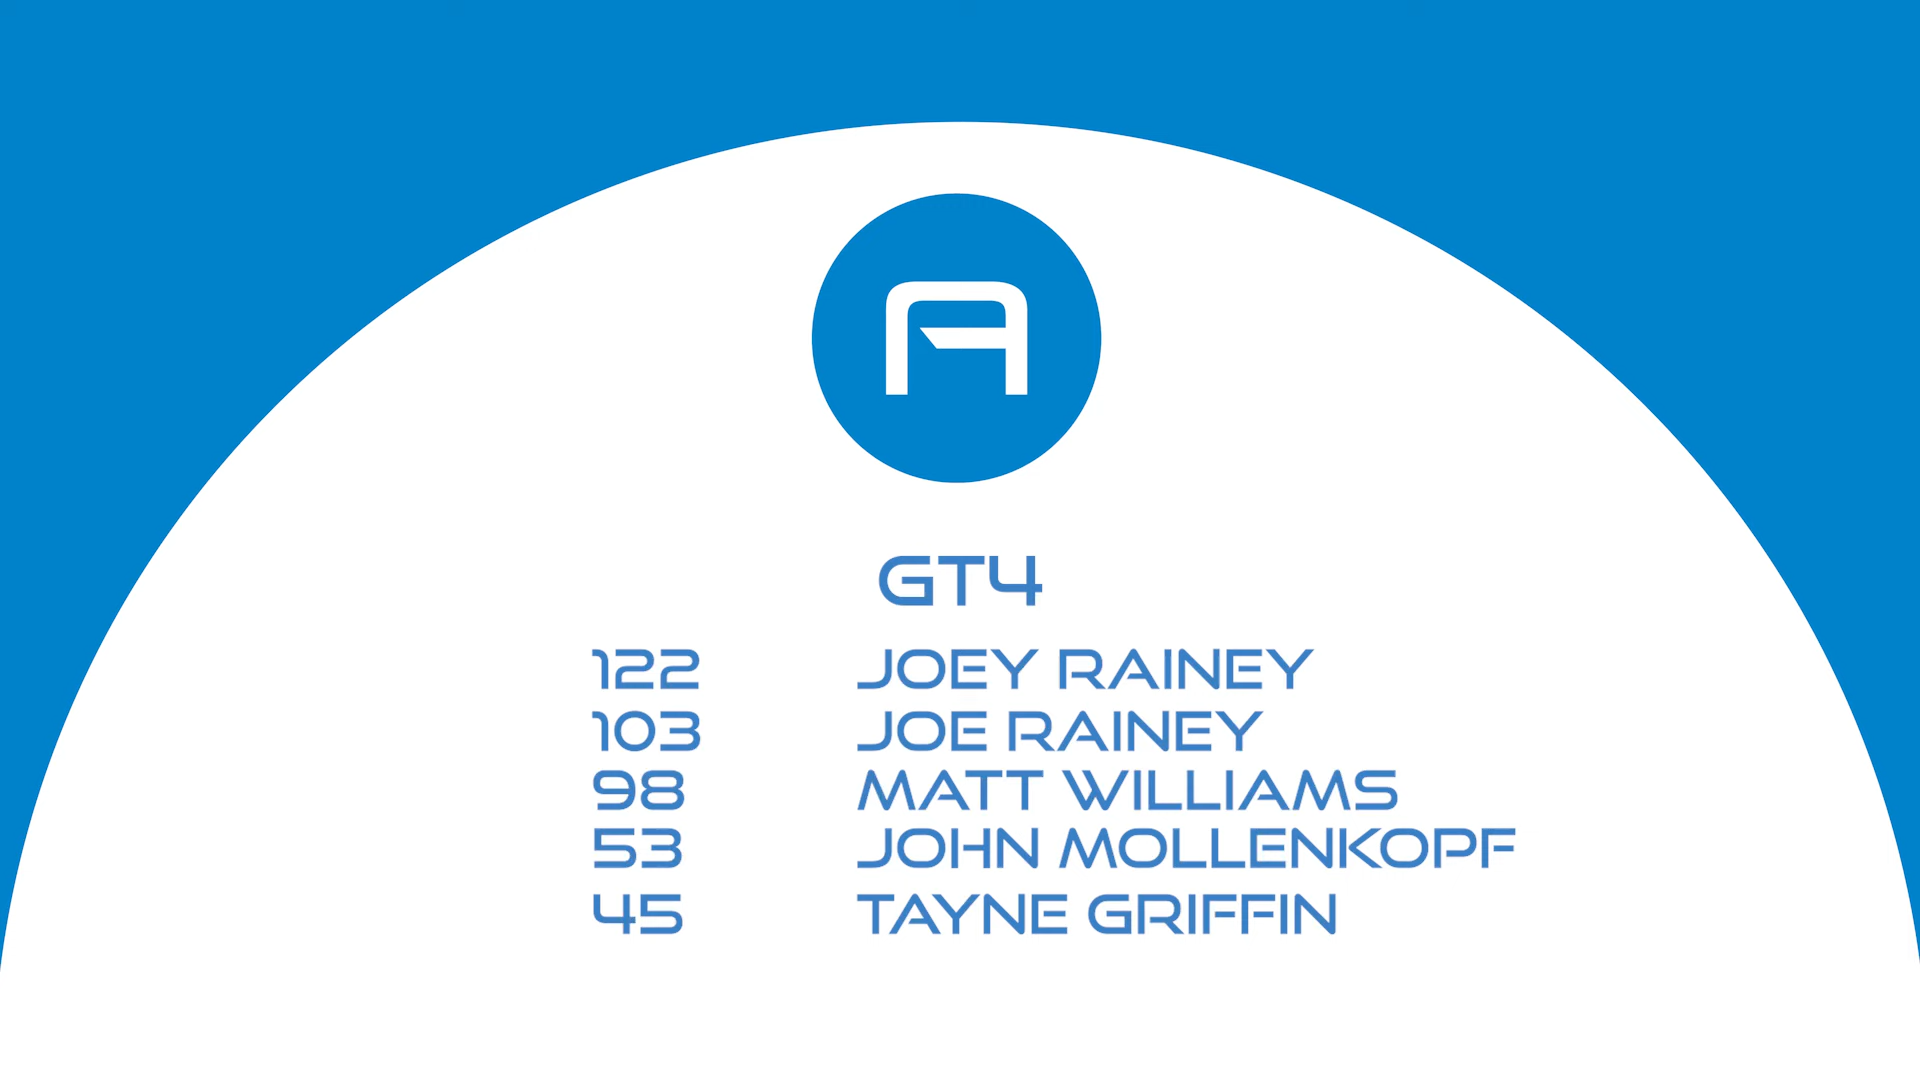 A
GT4
122 JOEY RAINEY
103 JOE RAINEY
98 MATT WILLIAMS
53 JOHN MOLLENKOPF
45 TAYNE GRIFFIN